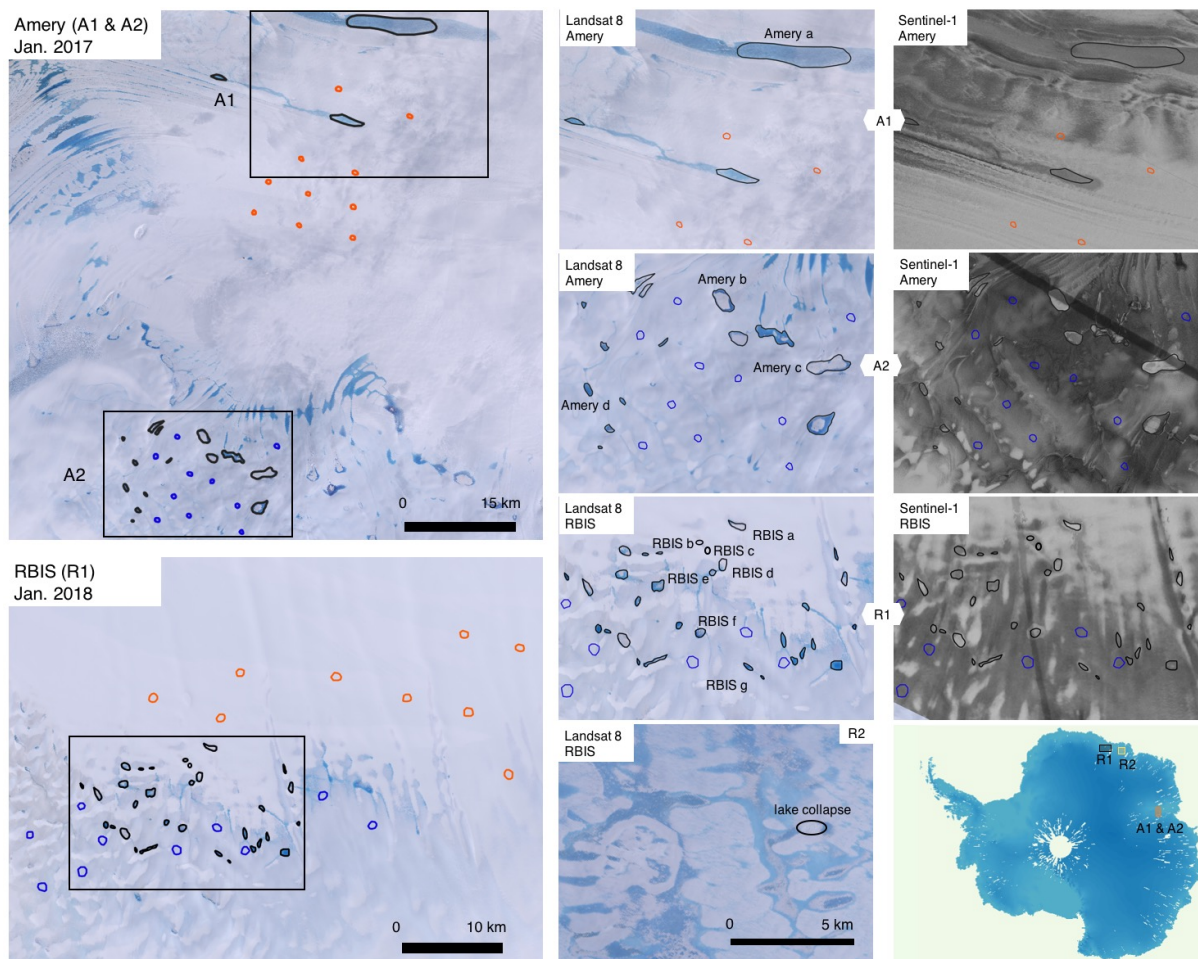 Amery (A1 & A2)
Jan. 2017
A1
A2
0
15 km
RBIS (R1)
Jan. 2018
0
10 km
Landsat 8
Amery
Amery a
A1
Sentinel-1
Amery
Landsat 8
Amery
Amery b
Amery c
Amery d
A2
Sentinel-1
Amery
Landsat 8
RBIS
RBIS a
RBIS b
RBIS c
RBIS d
RBIS e
RBIS f
RBIS g
R1
Sentinel-1
RBIS
Landsat 8
RBIS
R2
lake collapse
0
5 km
R1
R2
A1 & A2